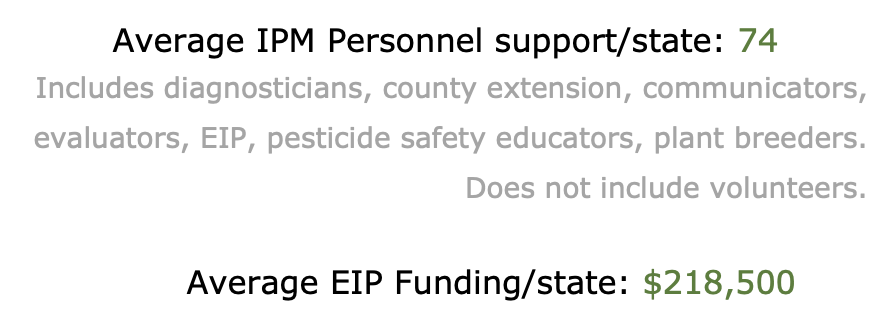 Average IPM Personnel support/state: 74
Includes diagnosticians, county extension, communicators,
evaluators, EIP, pesticide safety educators, plant breeders.
Does not include volunteers.
Average EIP Funding/state: $218,500